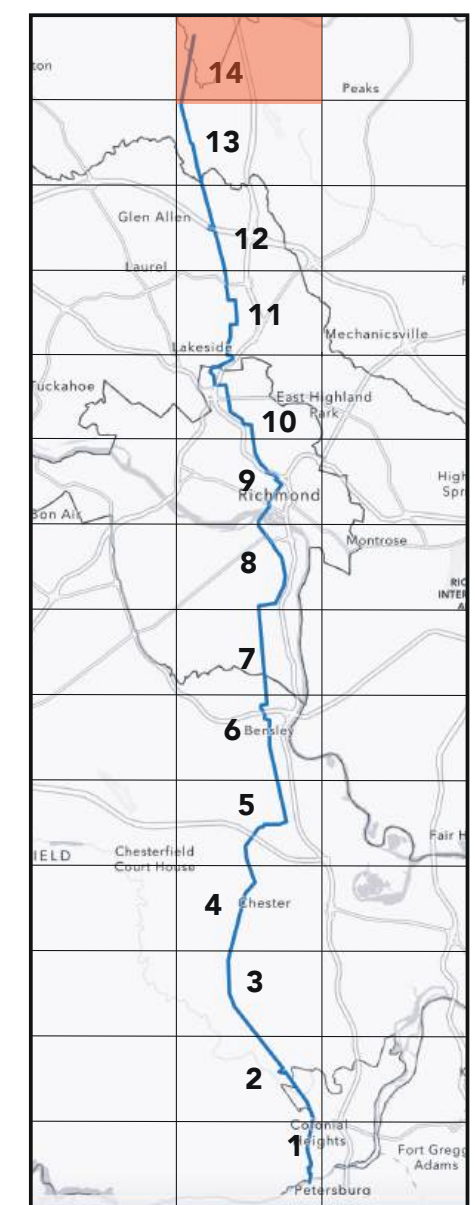 ton
14
Peaks
13
Glen Allen
12
Laurel
11
Mechanicsville
Lakeside
Tuckahoe
East Highland
Park
10
9
High
Spr
Richmond
Bon Air
Montrose
8
RIC
INTER
A
7
6
Bensley
5
Fair H
IELD
Chesterfield
Court House
4
Chester
3
2
Colonial
Heights
1
Fort Gregg
Adams
Petersburg